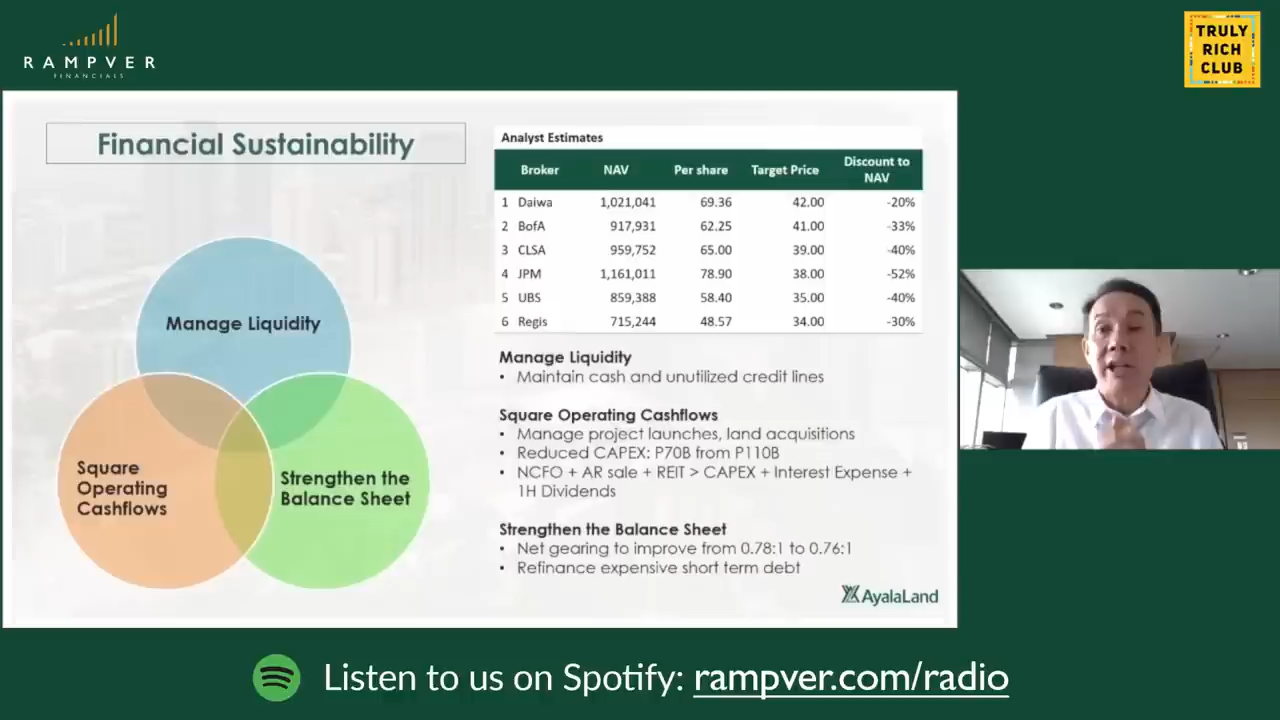 RAMPVER
FINANCIALS
TRULY
RICH
CLUB
Financial Sustainability
Manage Liquidity
Square
Operating
Cashflows
Strengthen the
Balance Sheet
Analyst Estimates
Broker NAV Per share Target Price Discount to NAV
1 Daiwa 1,021,041 69.36 42.00 -20%
2 BofA 917,931 62.25 41.00 -33%
3 CLSA 959,752 65.00 39.00 -40%
4 JPM 1,161,011 78.90 38.00 -52%
5 UBS 859,388 58.40 35.00 -40%
6 Regis 715,244 48.57 34.00 -30%
Manage Liquidity
• Maintain cash and unutilized credit lines
Square Operating Cashflows
• Manage project launches, land acquisitions
• Reduced CAPEX: P70B from P110B
• NCFO + AR sale + REIT > CAPEX + Interest Expense +
1H Dividends
Strengthen the Balance Sheet
• Net gearing to improve from 0.78:1 to 0.76:1
• Refinance expensive short term debt
AyalaLand
Listen to us on Spotify: rampver.com/radio